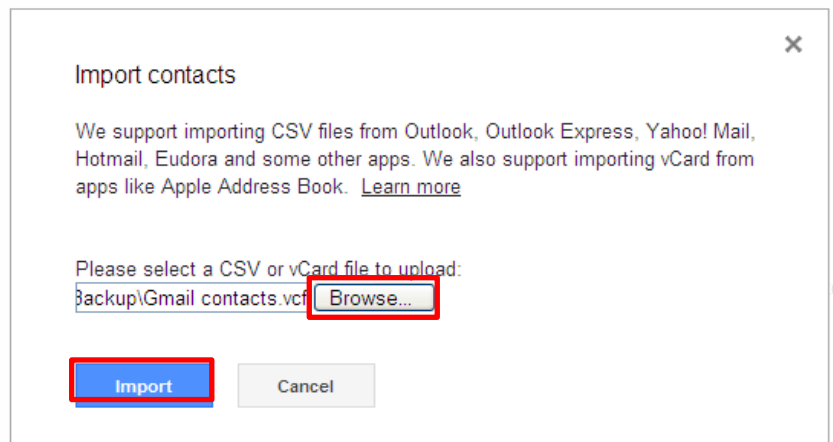 Import contacts
We support importing CSV files from Outlook, Outlook Express, Yahoo! Mail,
Hotmail, Eudora and some other apps. We also support importing vCard from
apps like Apple Address Book. Learn more
Please select a CSV or vCard file to upload:
Backup\Gmail contacts.vcf Browse...
Import Cancel